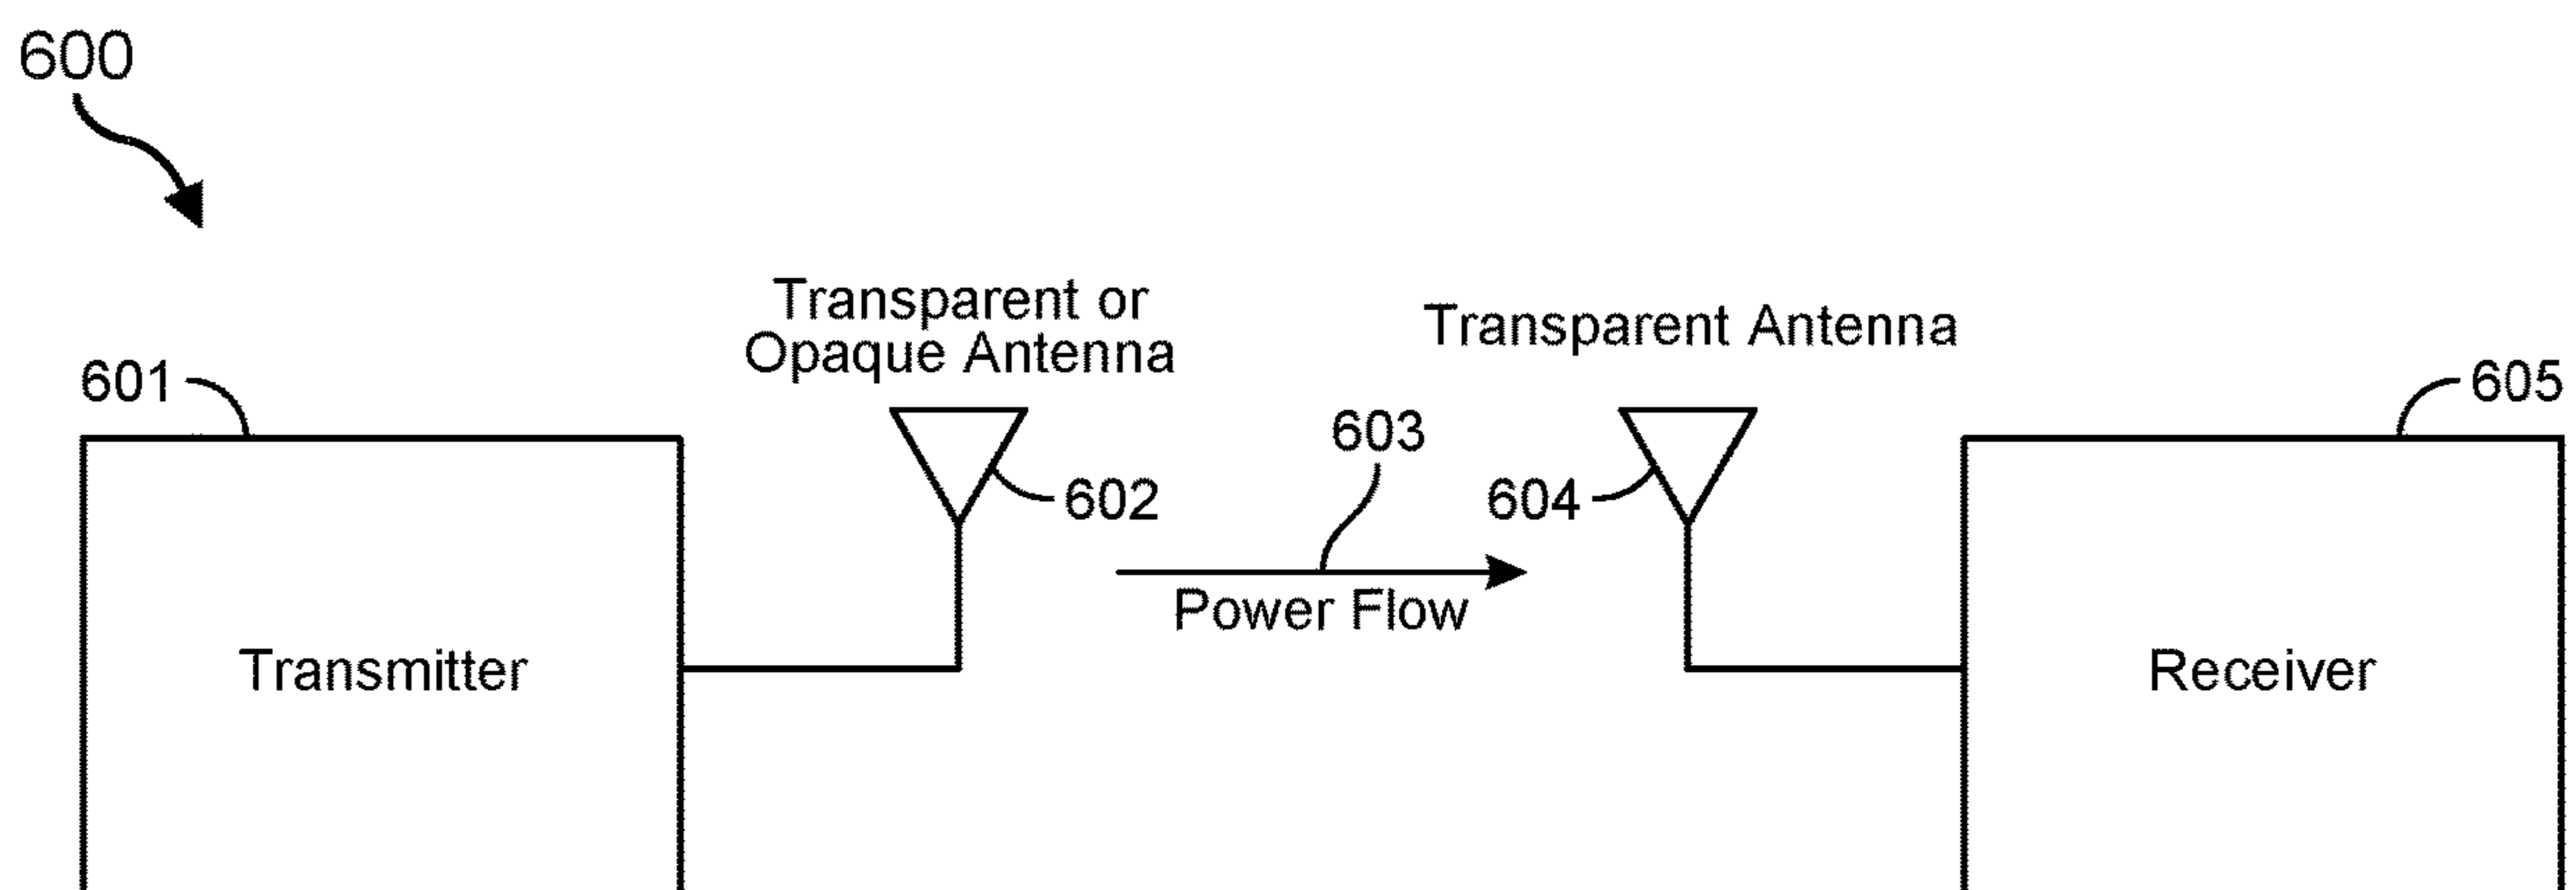 600
Transparent or
Opaque Antenna
Transparent Antenna
601
605
603
602
604
Power Flow
Transmitter
Receiver